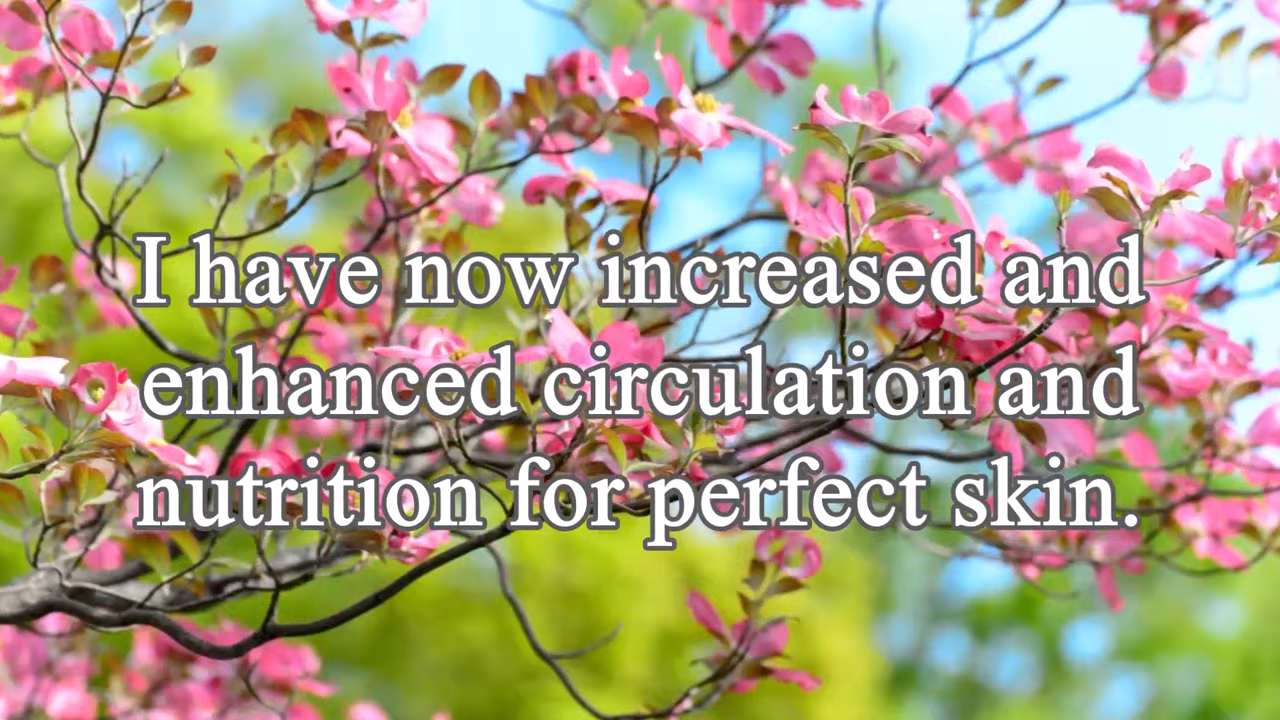 I have now increased and
enhanced circulation and
nutrition for perfect skin.